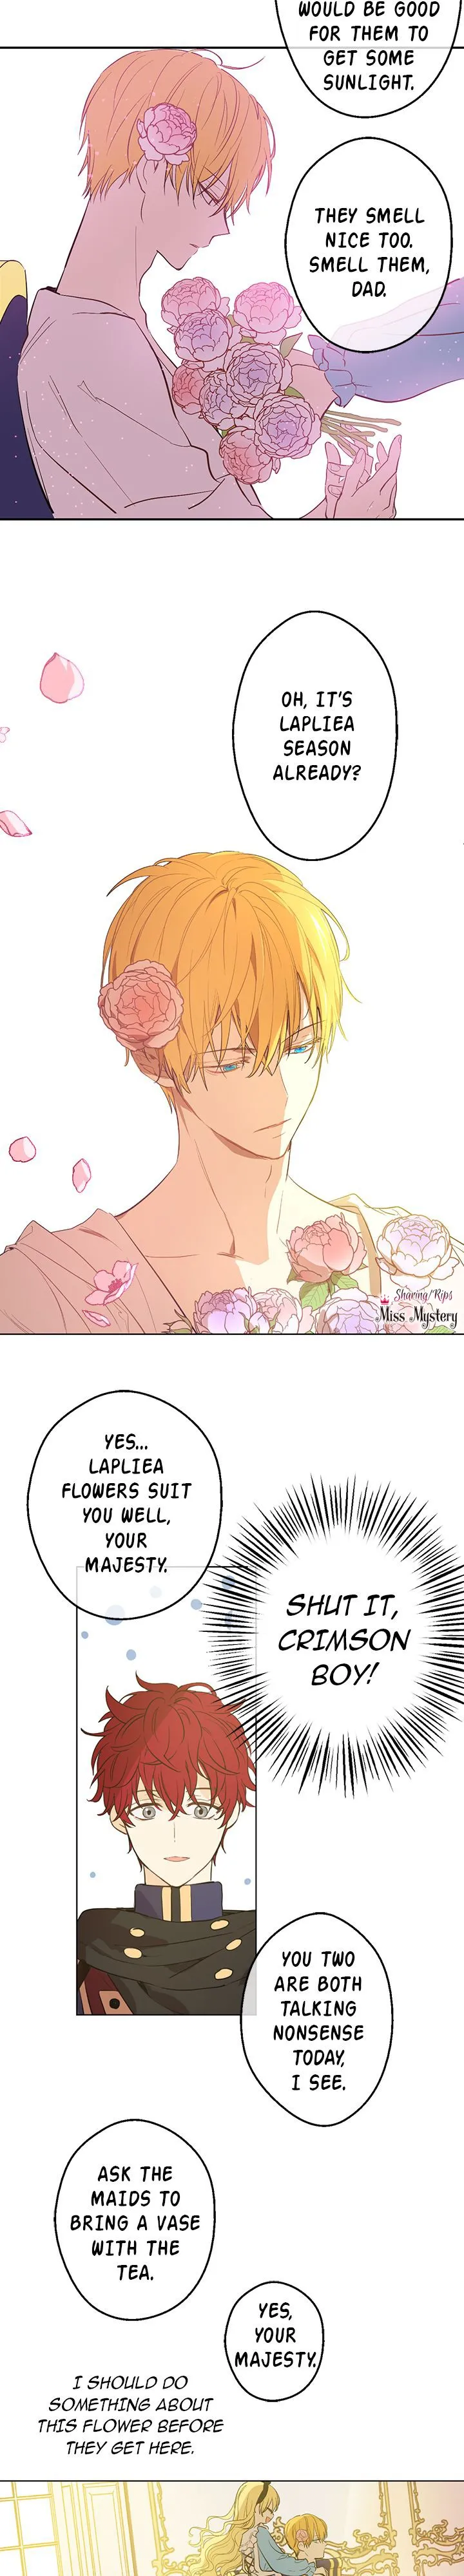 WOULD BE GOOD
FOR THEM TO
GET SOME
SUNLIGHT.
THEY SMELL
NICE TOO.
SMELL THEM,
DAD.
OH, IT'S
LAPLIEA
SEASON
ALREADY?
Sharing/Rips
Miss Mystery
YES...
LAPLIEA
FLOWERS SUIT
YOU WELL,
YOUR
MAJESTY.
SHUT IT,
CRIMSON
BOY!
YOU TWO
ARE BOTH
TALKING
NONSENSE
TODAY,
I SEE.
ASK THE
MAIDS TO
BRING A VASE
WITH THE
TEA.
YES,
YOUR
MAJESTY.
I SHOULD DO
SOMETHING ABOUT
THIS FLOWER BEFORE
THEY GET HERE.